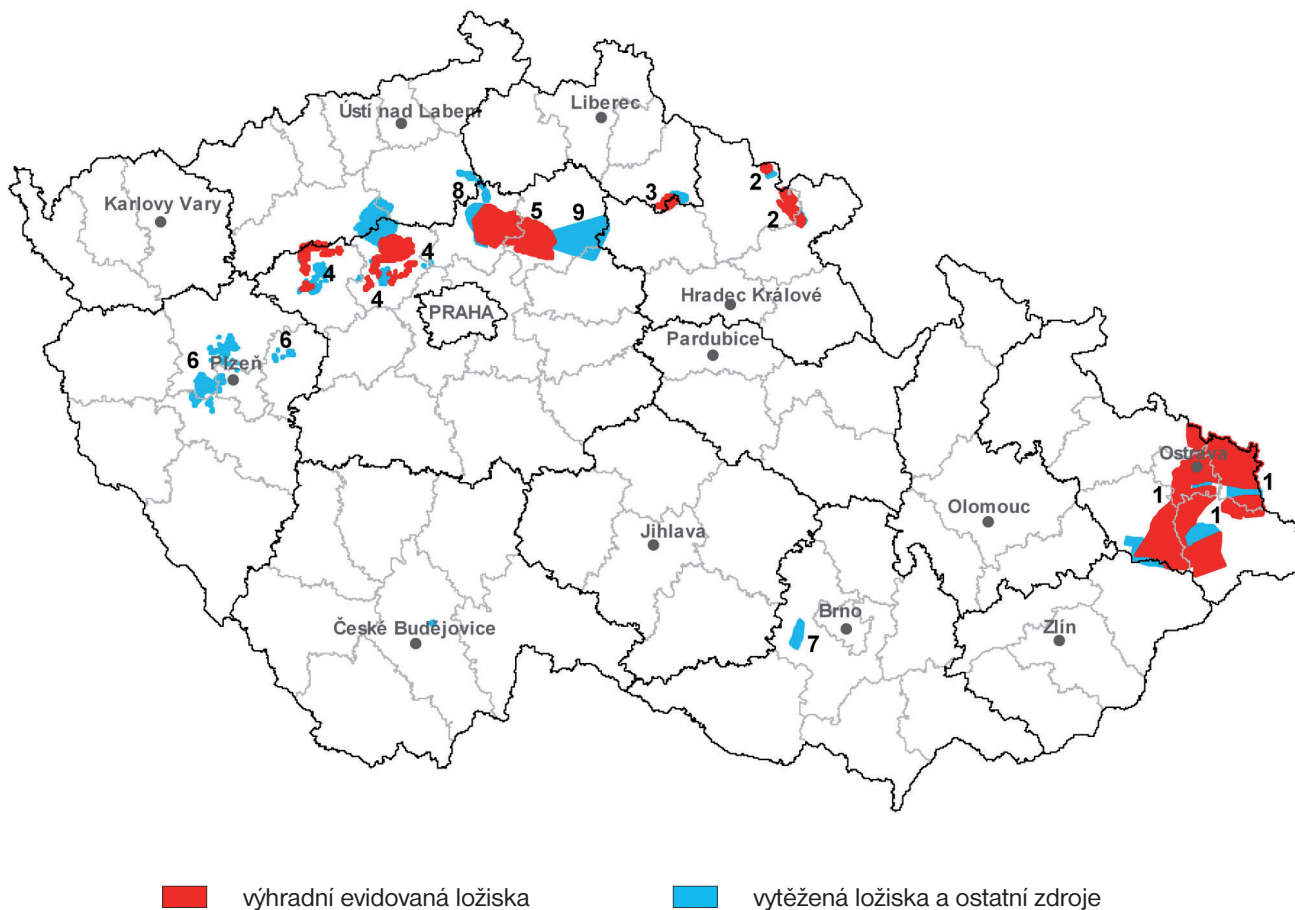 Liberec
Ústí nad Labem
2
3
8
Karlovy Vary
5
9
2
4
4
4
Hradec Králové
PRAHA
Pardubice
6
6
Plzeň
Ostrava
1
1
1
Olomouc
Jihlava
Brno
České Budějovice
7
Zlín
výhradní evidovaná ložiska
vytěžená ložiska a ostatní zdroje